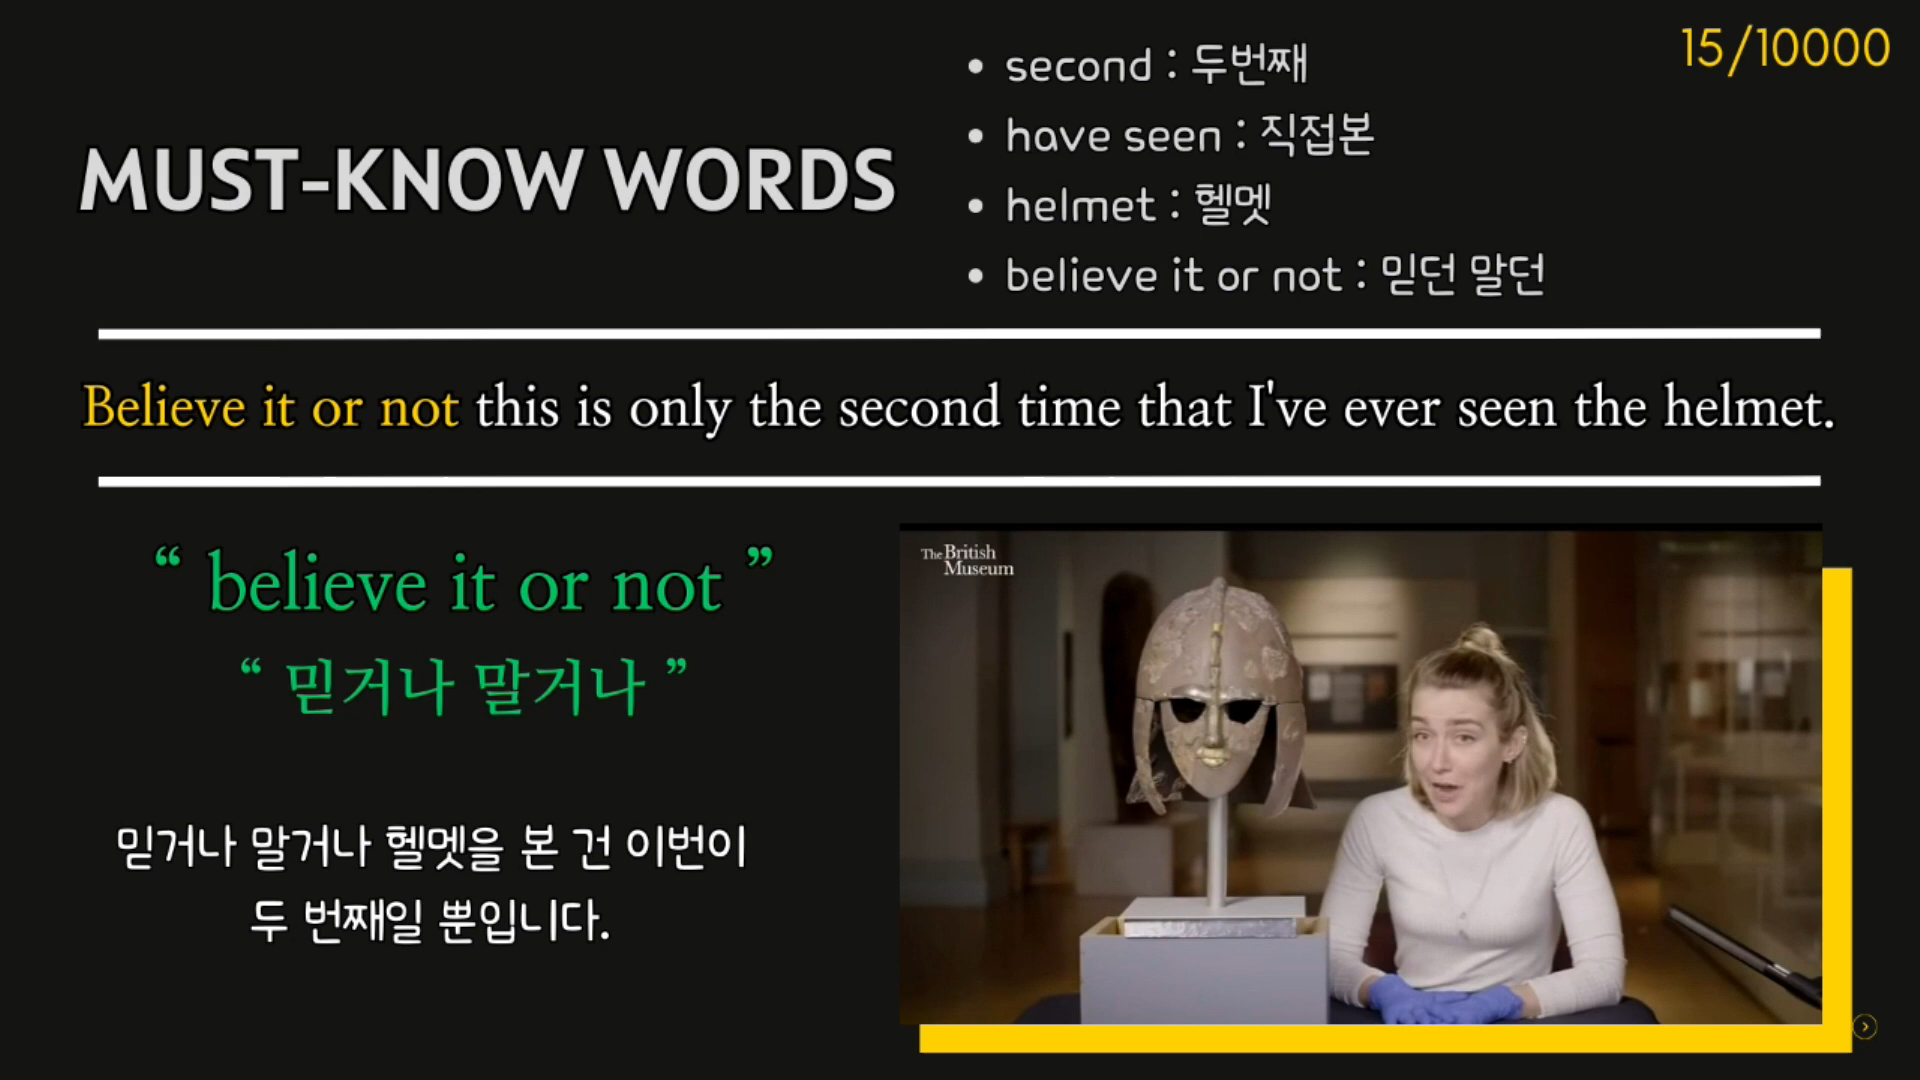 15/10000
MUST-KNOW WORDS
• second : 두번째
• have seen : 직접본
• helmet : 헬멧
• believe it or not : 믿던 말던
Believe it or not this is only the second time that I've ever seen the helmet.
“ believe it or not ”
“ 믿거나 말거나 ”
믿거나 말거나 헬멧을 본 건 이번이
두 번째일 뿐입니다.
The British
Museum